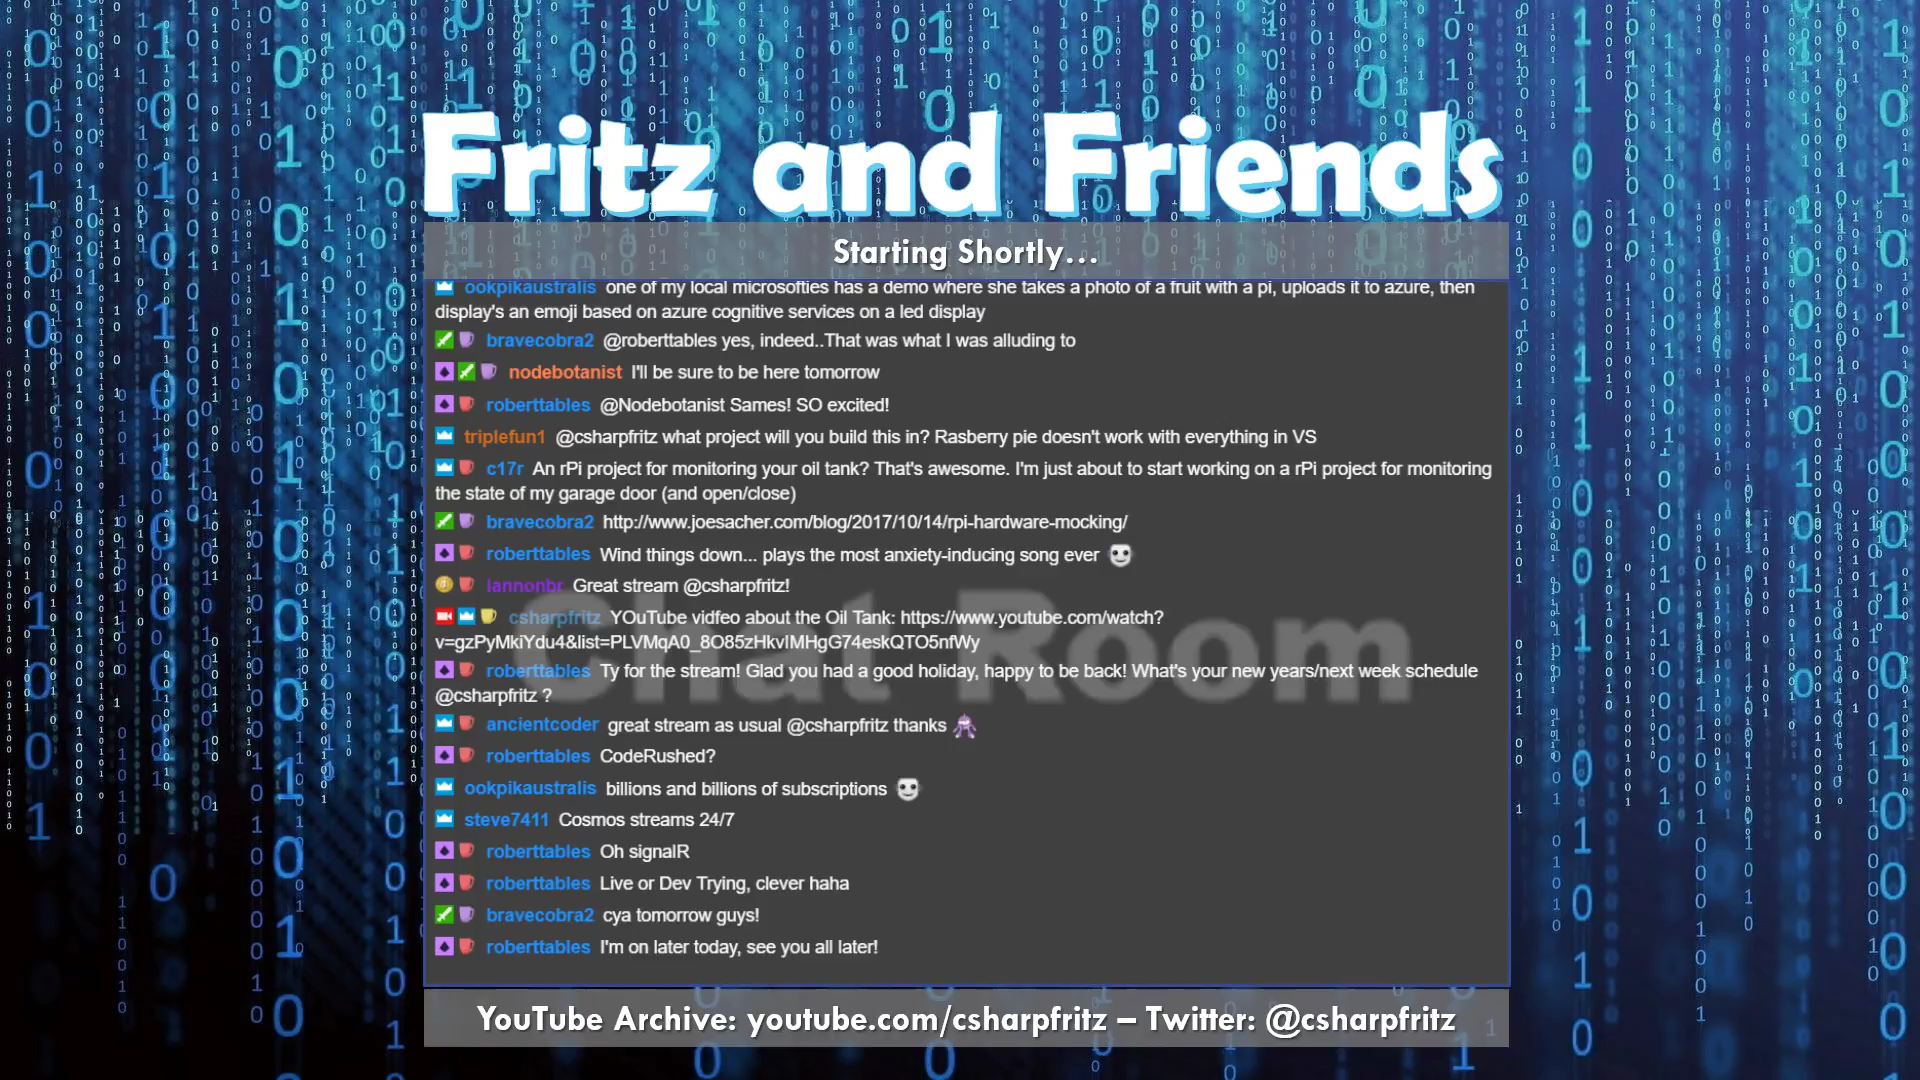 Fritz and Friends
Starting Shortly...
ookpikaustralis one of my local microsofties has a demo where she takes a photo of a fruit with a pi, uploads it to azure, then
display's an emoji based on azure cognitive services on a led display
bravecobra2 @roberttables yes, indeed..That was what I was alluding to
nodebotanist I'll be sure to be here tomorrow
roberttables @Nodebotanist Sames! SO excited!
triplefun1 @csharpfritz what project will you build this in? Rasberry pie doesn't work with everything in VS
c17r An rPi project for monitoring your oil tank? That's awesome. I'm just about to start working on a rPi project for monitoring
the state of my garage door (and open/close)
bravecobra2 http://www.joesacher.com/blog/2017/10/14/rpi-hardware-mocking/
roberttables Wind things down... plays the most anxiety-inducing song ever
lannonbr Great stream @csharpfritz!
csharpfritz YOuTube vidfeo about the Oil Tank: https://www.youtube.com/watch?
v=gzPyMkiYdu4&list=PLVMqA0_8O85zHkvIMHgG74eskQTO5nfWy
Chat Room
roberttables Ty for the stream! Glad you had a good holiday, happy to be back! What's your new years/next week schedule
@csharpfritz ?
ancientcoder great stream as usual @csharpfritz thanks
roberttables CodeRushed?
ookpikaustralis billions and billions of subscriptions
steve7411 Cosmos streams 24/7
roberttables Oh signalR
roberttables Live or Dev Trying, clever haha
bravecobra2 cya tomorrow guys!
roberttables I'm on later today, see you all later!
YouTube Archive: youtube.com/csharpfritz – Twitter: @csharpfritz